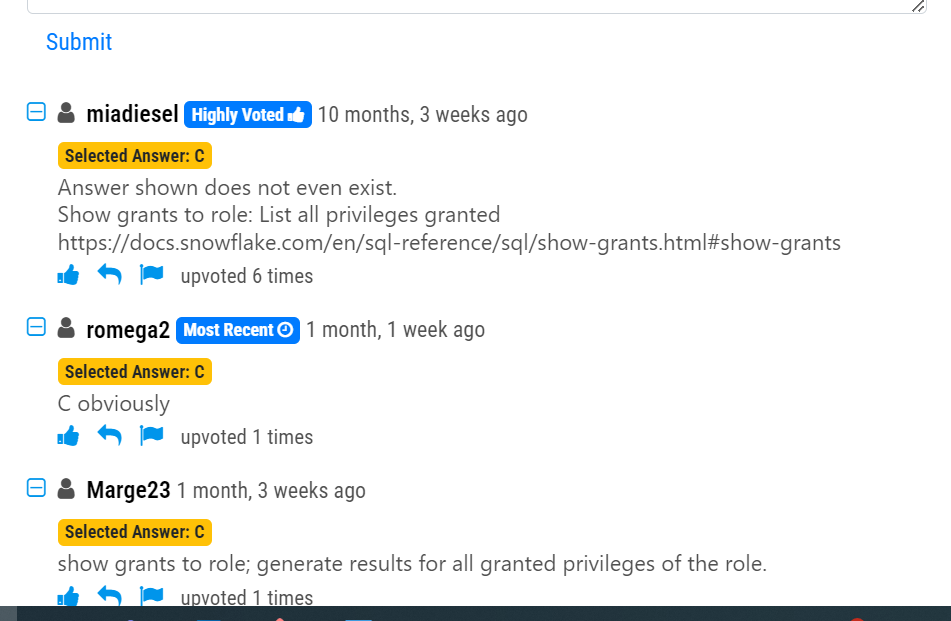 Submit
miadiesel Highly Voted 10 months, 3 weeks ago
Selected Answer: C
Answer shown does not even exist.
Show grants to role: List all privileges granted
https://docs.snowflake.com/en/sql-reference/sql/show-grants.html#show-grants
upvoted 6 times
romega2 Most Recent 1 month, 1 week ago
Selected Answer: C
C obviously
upvoted 1 times
Marge23 1 month, 3 weeks ago
Selected Answer: C
show grants to role; generate results for all granted privileges of the role.
upvoted 1 times